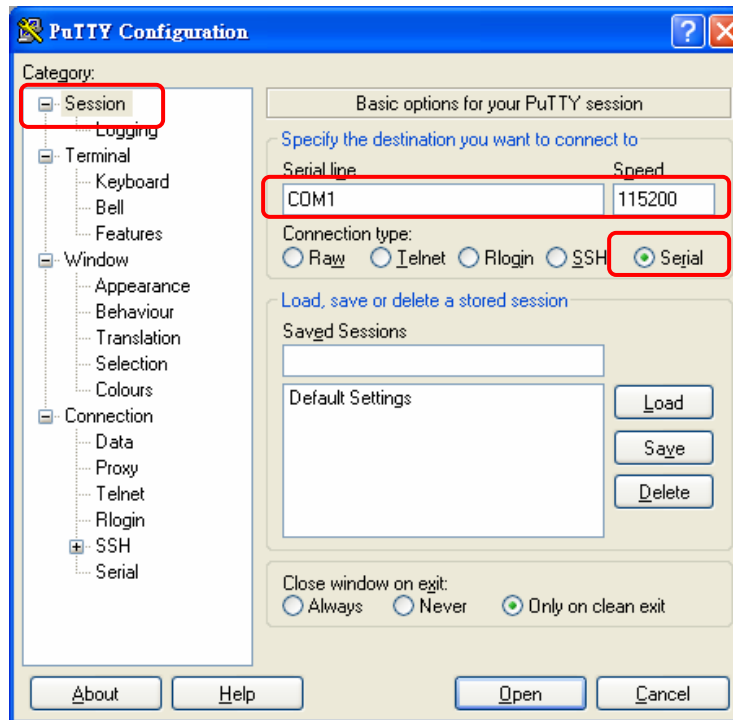 PuTTY Configuration
Category:
Session
Logging
Terminal
Keyboard
Bell
Features
Window
Appearance
Behaviour
Translation
Selection
Colours
Connection
Data
Proxy
Telnet
Rlogin
SSH
Serial
Basic options for your PuTTY session
Specify the destination you want to connect to
Serial line Speed
COM1 115200
Connection type:
Raw Telnet Rlogin SSH Serial
Load, save or delete a stored session
Saved Sessions
Default Settings
Load
Save
Delete
Close window on exit:
Always Never Only on clean exit
About Help Open Cancel